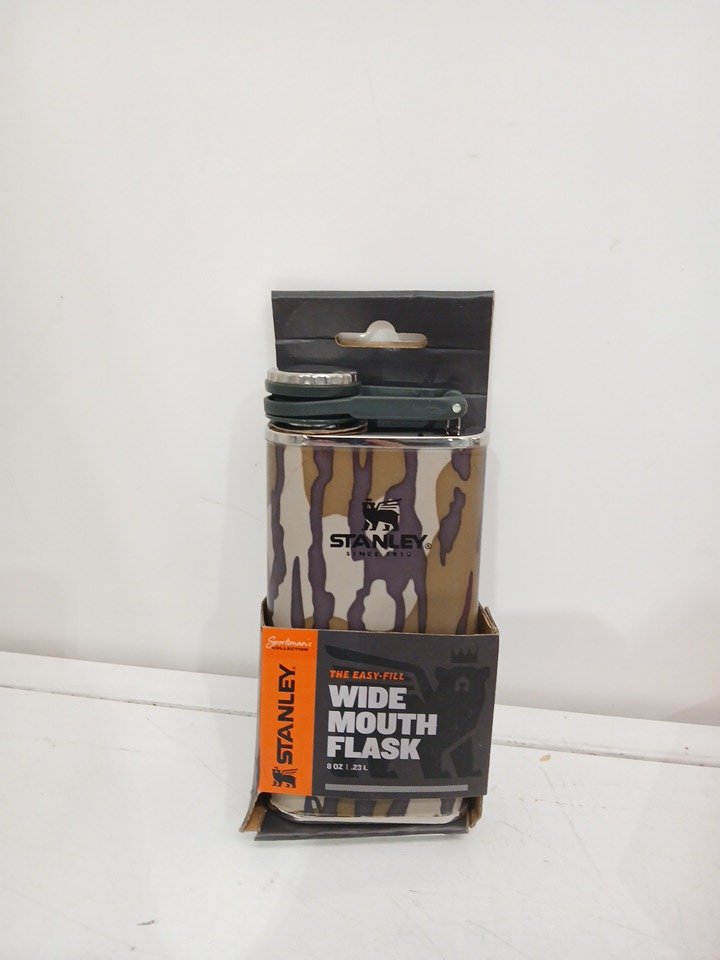 STANLEY®
SINCE 1913
Sportsman's
COLLECTION
STANLEY
THE EASY-FILL
WIDE
MOUTH
FLASK
8 OZ | .23 L